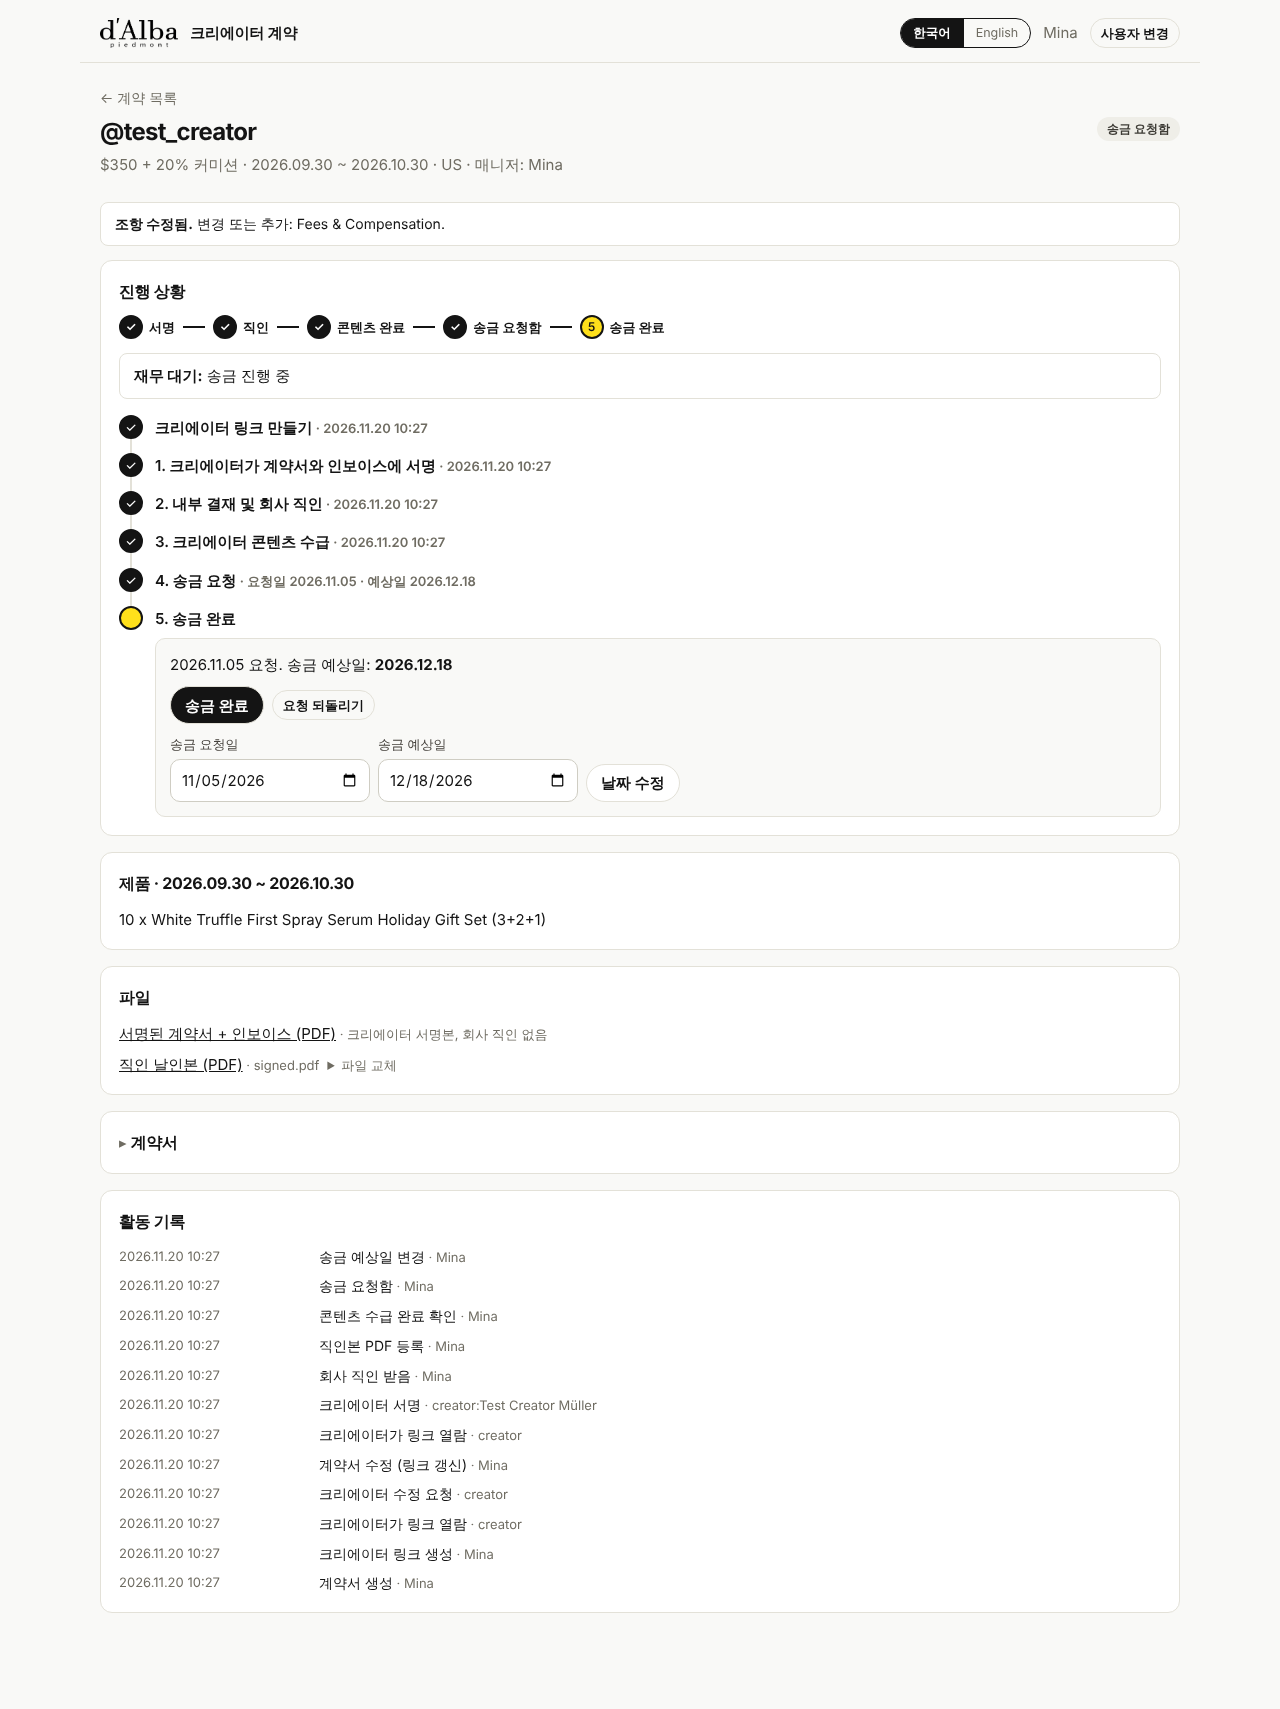 d'Alba piedmont 크리에이터 계약 한국어 English Mina 사용자 변경
← 계약 목록
@test_creator 송금 요청함
$350 + 20% 커미션 · 2026.09.30 ~ 2026.10.30 · US · 매니저: Mina
조항 수정됨. 변경 또는 추가: Fees & Compensation.
진행 상황
서명 직인 콘텐츠 완료 송금 요청함 5 송금 완료
재무 대기: 송금 진행 중
크리에이터 링크 만들기 · 2026.11.20 10:27
1. 크리에이터가 계약서와 인보이스에 서명 · 2026.11.20 10:27
2. 내부 결재 및 회사 직인 · 2026.11.20 10:27
3. 크리에이터 콘텐츠 수급 · 2026.11.20 10:27
4. 송금 요청 · 요청일 2026.11.05 · 예상일 2026.12.18
5. 송금 완료
2026.11.05 요청. 송금 예상일: 2026.12.18
송금 완료 요청 되돌리기
송금 요청일 송금 예상일
11/05/2026 12/18/2026 날짜 수정
제품 · 2026.09.30 ~ 2026.10.30
10 x White Truffle First Spray Serum Holiday Gift Set (3+2+1)
파일
서명된 계약서 + 인보이스 (PDF) · 크리에이터 서명본, 회사 직인 없음
직인 날인본 (PDF) · signed.pdf ▶ 파일 교체
▸ 계약서
활동 기록
2026.11.20 10:27 송금 예상일 변경 · Mina
2026.11.20 10:27 송금 요청함 · Mina
2026.11.20 10:27 콘텐츠 수급 완료 확인 · Mina
2026.11.20 10:27 직인본 PDF 등록 · Mina
2026.11.20 10:27 회사 직인 받음 · Mina
2026.11.20 10:27 크리에이터 서명 · creator:Test Creator Müller
2026.11.20 10:27 크리에이터가 링크 열람 · creator
2026.11.20 10:27 계약서 수정 (링크 갱신) · Mina
2026.11.20 10:27 크리에이터 수정 요청 · creator
2026.11.20 10:27 크리에이터가 링크 열람 · creator
2026.11.20 10:27 크리에이터 링크 생성 · Mina
2026.11.20 10:27 계약서 생성 · Mina